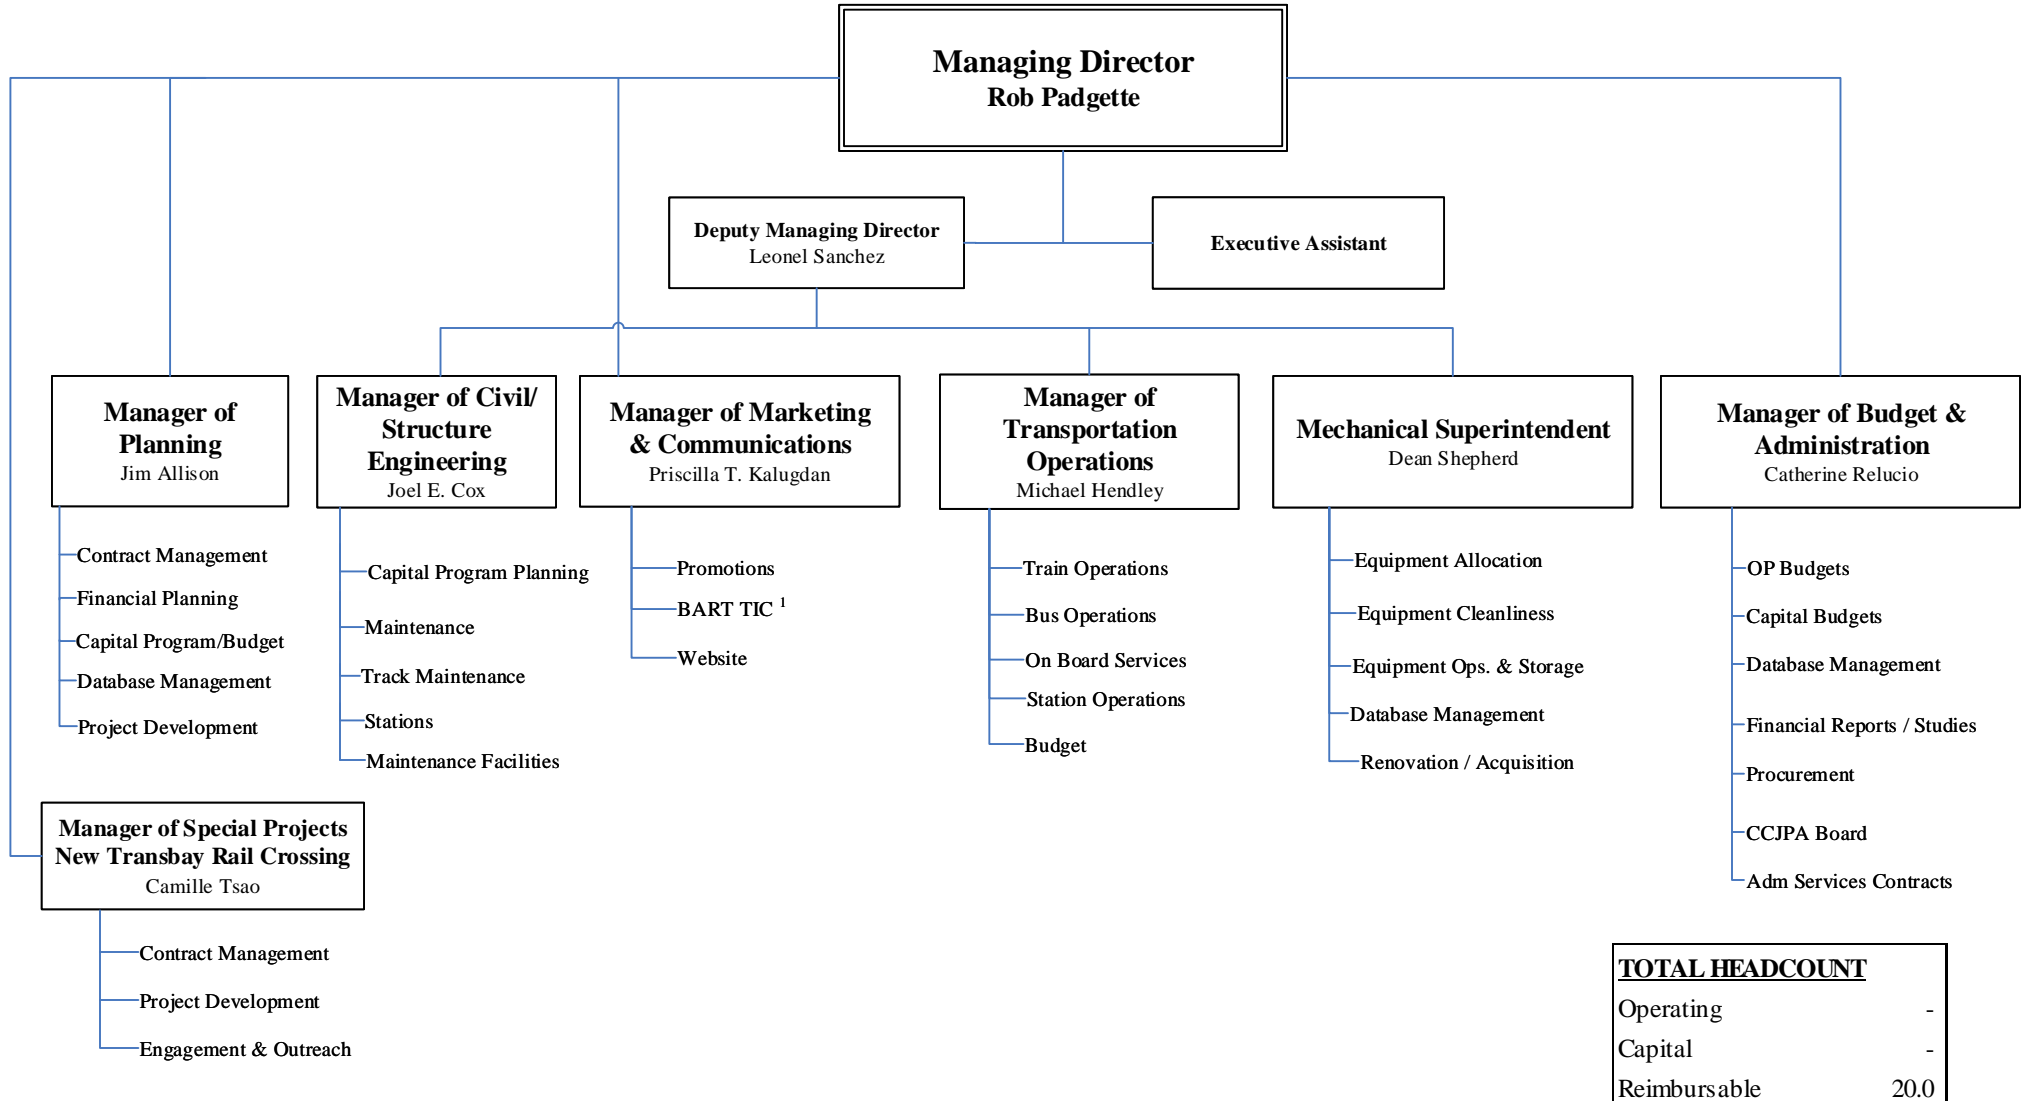 Managing Director
Rob Padgette
Deputy Managing Director
Leonel Sanchez
Executive Assistant
Manager of
Planning
Jim Allison
Contract Management
Financial Planning
Capital Program/Budget
Database Management
Project Development
Manager of Civil/
Structure
Engineering
Joel E. Cox
Capital Program Planning
Maintenance
Track Maintenance
Stations
Maintenance Facilities
Manager of Marketing
& Communications
Priscilla T. Kalugdan
Promotions
BART TIC 1
Website
Manager of
Transportation
Operations
Michael Hendley
Train Operations
Bus Operations
On Board Services
Station Operations
Budget
Mechanical Superintendent
Dean Shepherd
Equipment Allocation
Equipment Cleanliness
Equipment Ops. & Storage
Database Management
Renovation / Acquisition
Manager of Budget &
Administration
Catherine Relucio
OP Budgets
Capital Budgets
Database Management
Financial Reports / Studies
Procurement
CCJPA Board
Adm Services Contracts
Manager of Special Projects
New Transbay Rail Crossing
Camille Tsao
Contract Management
Project Development
Engagement & Outreach
TOTAL HEADCOUNT
Operating -
Capital -
Reimbursable 20.0